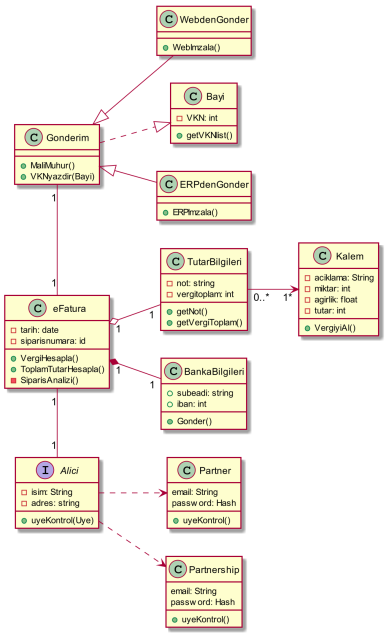 C WebdenGonder
WebImzala()
C Bayi
VKN: int
getVKNlist()
C Gonderim
MaliMuhur()
VKNyazdir(Bayi)
C ERPdenGonder
ERPImzala()
1
C TutarBilgileri
not: string
vergitoplam: int
getNot()
getVergiToplam()
C Kalem
aciklama: String
miktar: int
agirlik: float
tutar: int
VergiyiAl()
0..*
1*
1
C eFatura
tarih: date
siparisnumara: id
VergiHesapla()
ToplamTutarHesapla()
SiparisAnalizi()
1
1
1
1
C BankaBilgileri
subeadi: string
iban: int
Gonder()
1
1
I Alici
isim: String
adres: string
uyeKontrol(Uye)
C Partner
email: String
password: Hash
uyeKontrol()
C Partnership
email: String
password: Hash
uyeKontrol()